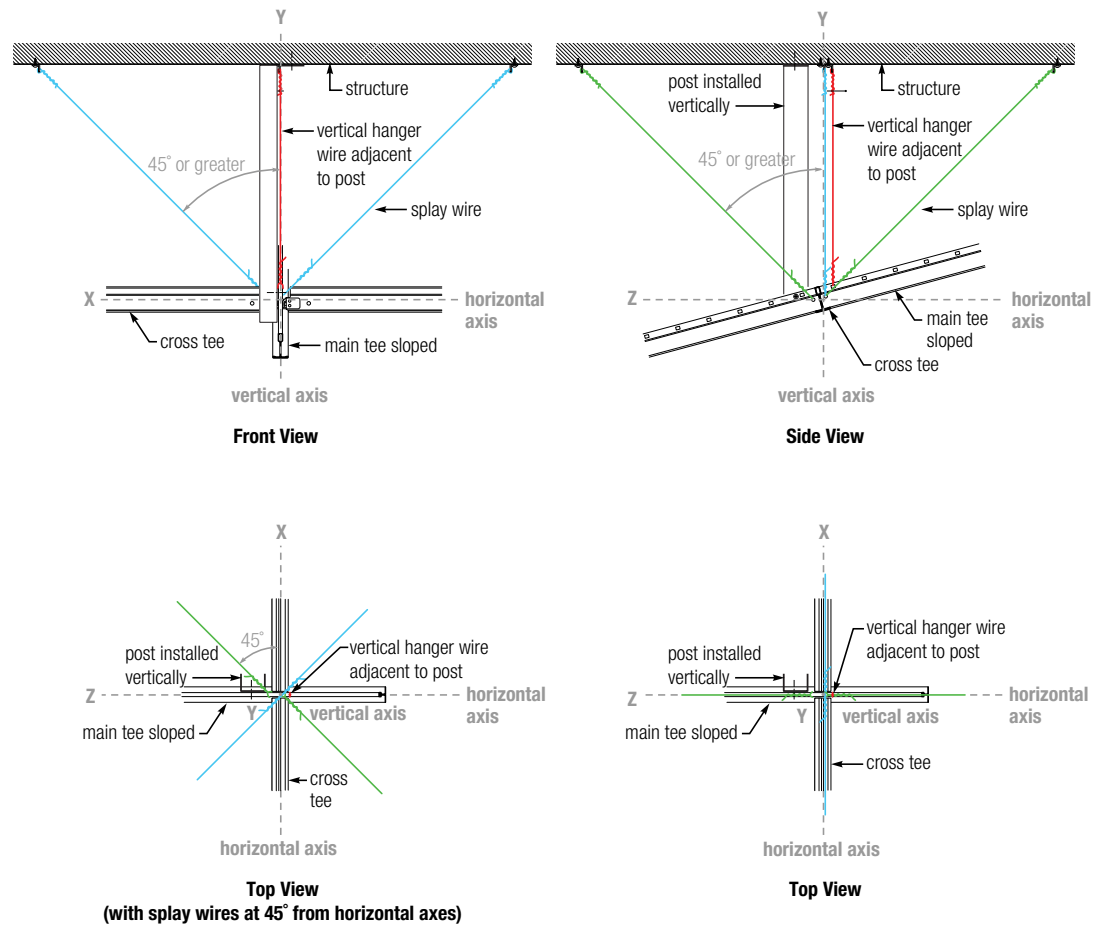 Y
structure
vertical hanger
wire adjacent
to post
45° or greater
splay wire
X
horizontal
axis
cross tee
main tee sloped
vertical axis
Front View
Y
post installed
vertically
structure
vertical hanger
wire adjacent
to post
45° or greater
splay wire
Z
horizontal
axis
main tee
sloped
cross tee
vertical axis
Side View
X
45°
post installed
vertically
vertical hanger wire
adjacent to post
Z
horizontal
axis
Y
vertical axis
main tee sloped
cross
tee
horizontal axis
Top View
(with splay wires at 45° from horizontal axes)
X
post installed
vertically
vertical hanger wire
adjacent to post
Z
horizontal
axis
Y
vertical axis
main tee sloped
cross tee
horizontal axis
Top View